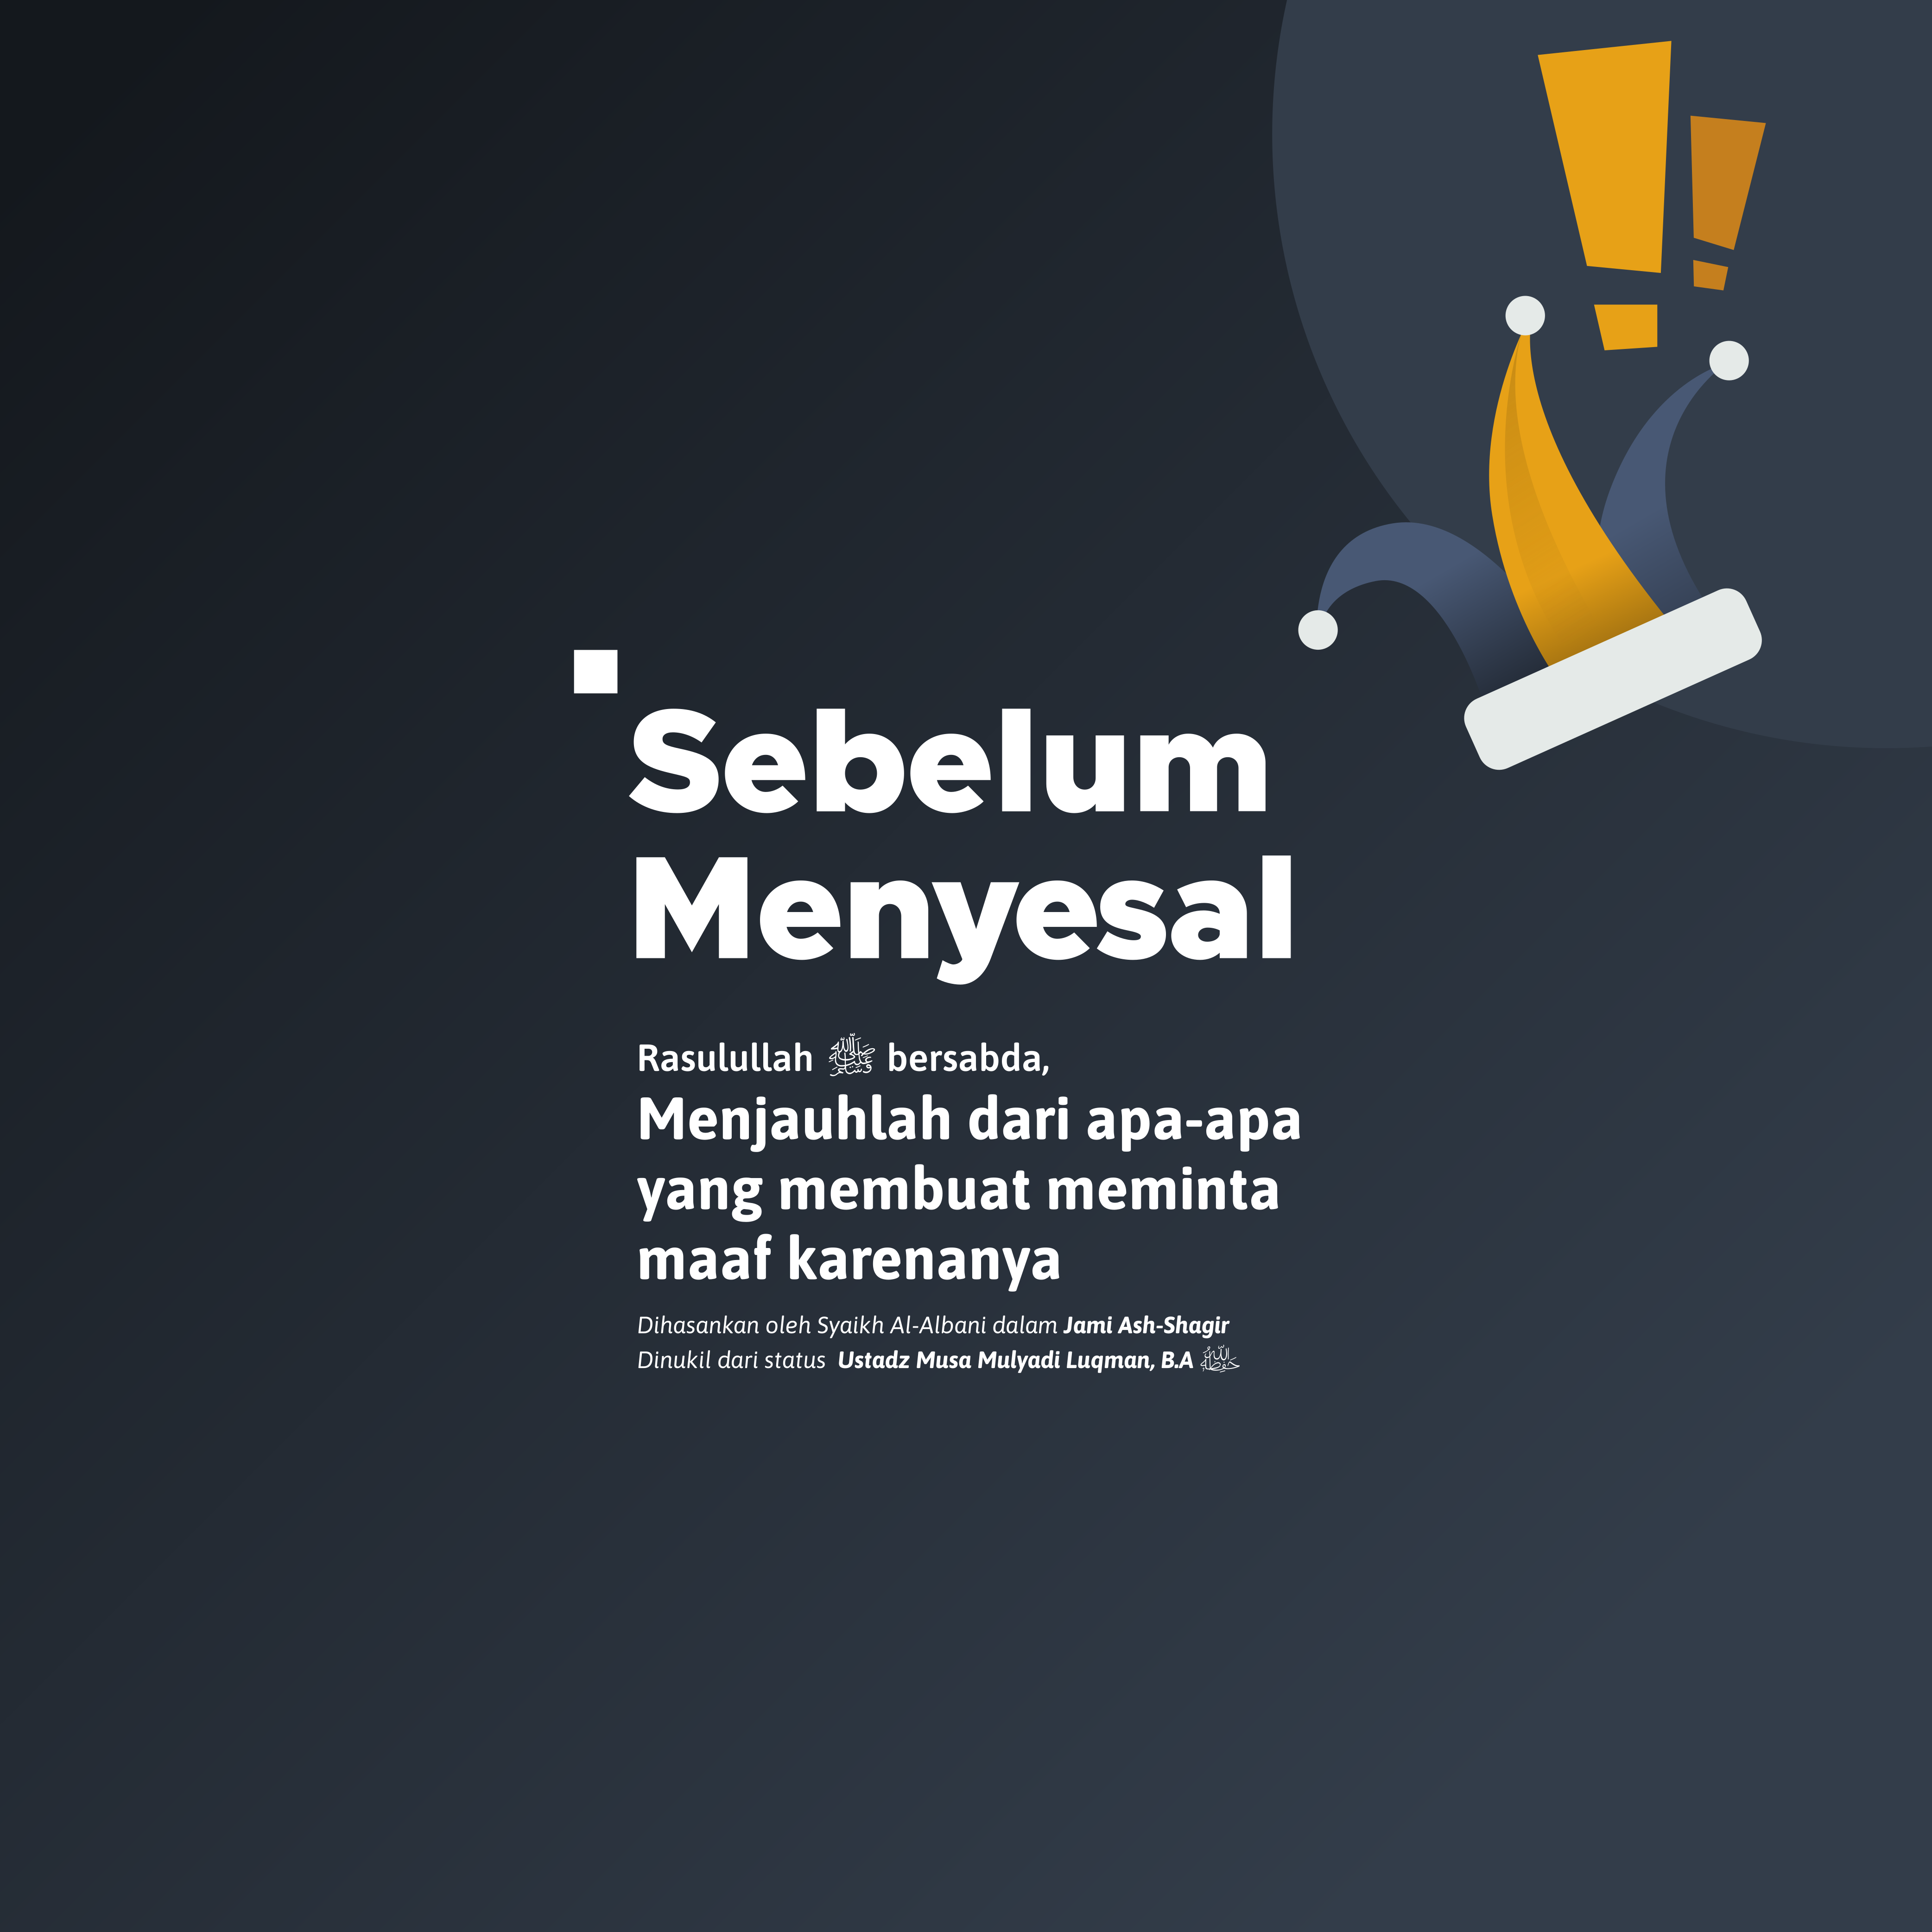 Sebelum
Menyesal
Rasulullah ﷺ bersabda,
Menjauhlah dari apa-apa
yang membuat meminta
maaf karenanya
Dihasankan oleh Syaikh Al-Albani dalam Jami Ash-Shagir
Dinukil dari status Ustadz Musa Mulyadi Luqman, B.A حفظه الله